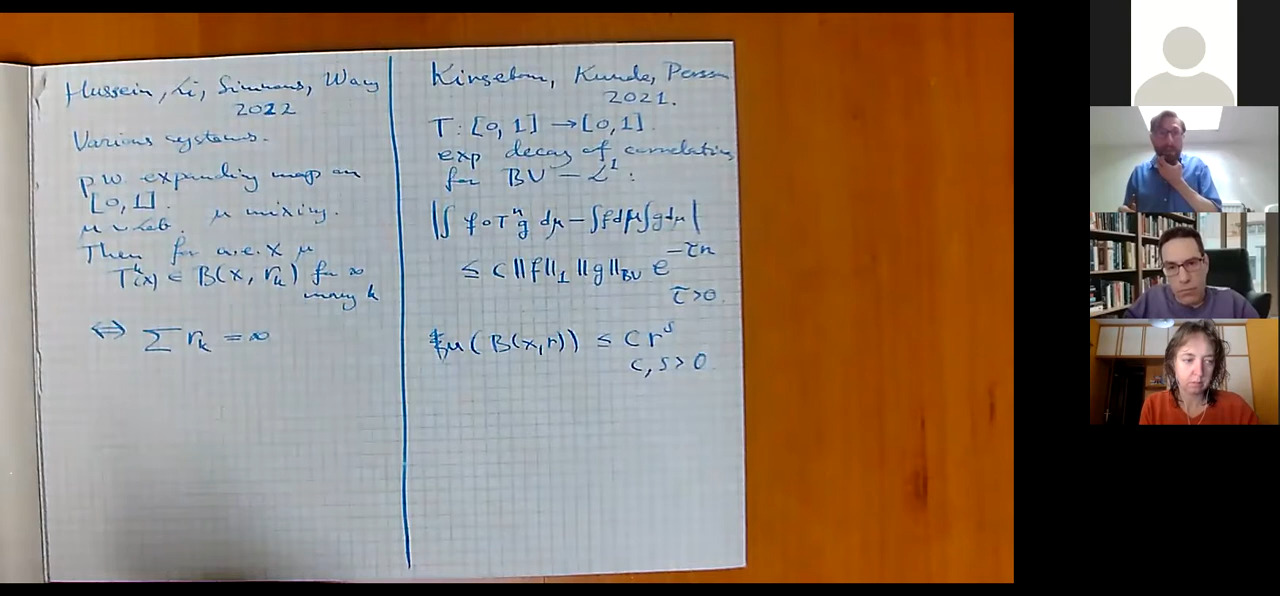 Hussein, Li, Simmons, Wang
2022
Various systems.
p.w. expanding map on
[0,1].
μ ~ Leb. μ mixing.
Then for a.e. x μ
T^k(x) ∈ B(x, r_k) for ∞
many k
⇔ ∑ r_k = ∞
Kirsebom, Kunde, Persson
2021.
T: [0,1] → [0,1].
exp decay of correlations
for BV - L^1:
|∫ f∘T^n g dμ - ∫f dμ ∫g dμ|
≤ C ||f||_1 ||g||_BV e^{-τn}
τ>0.
μ(B(x,r)) ≤ c r^s
c, s > 0.